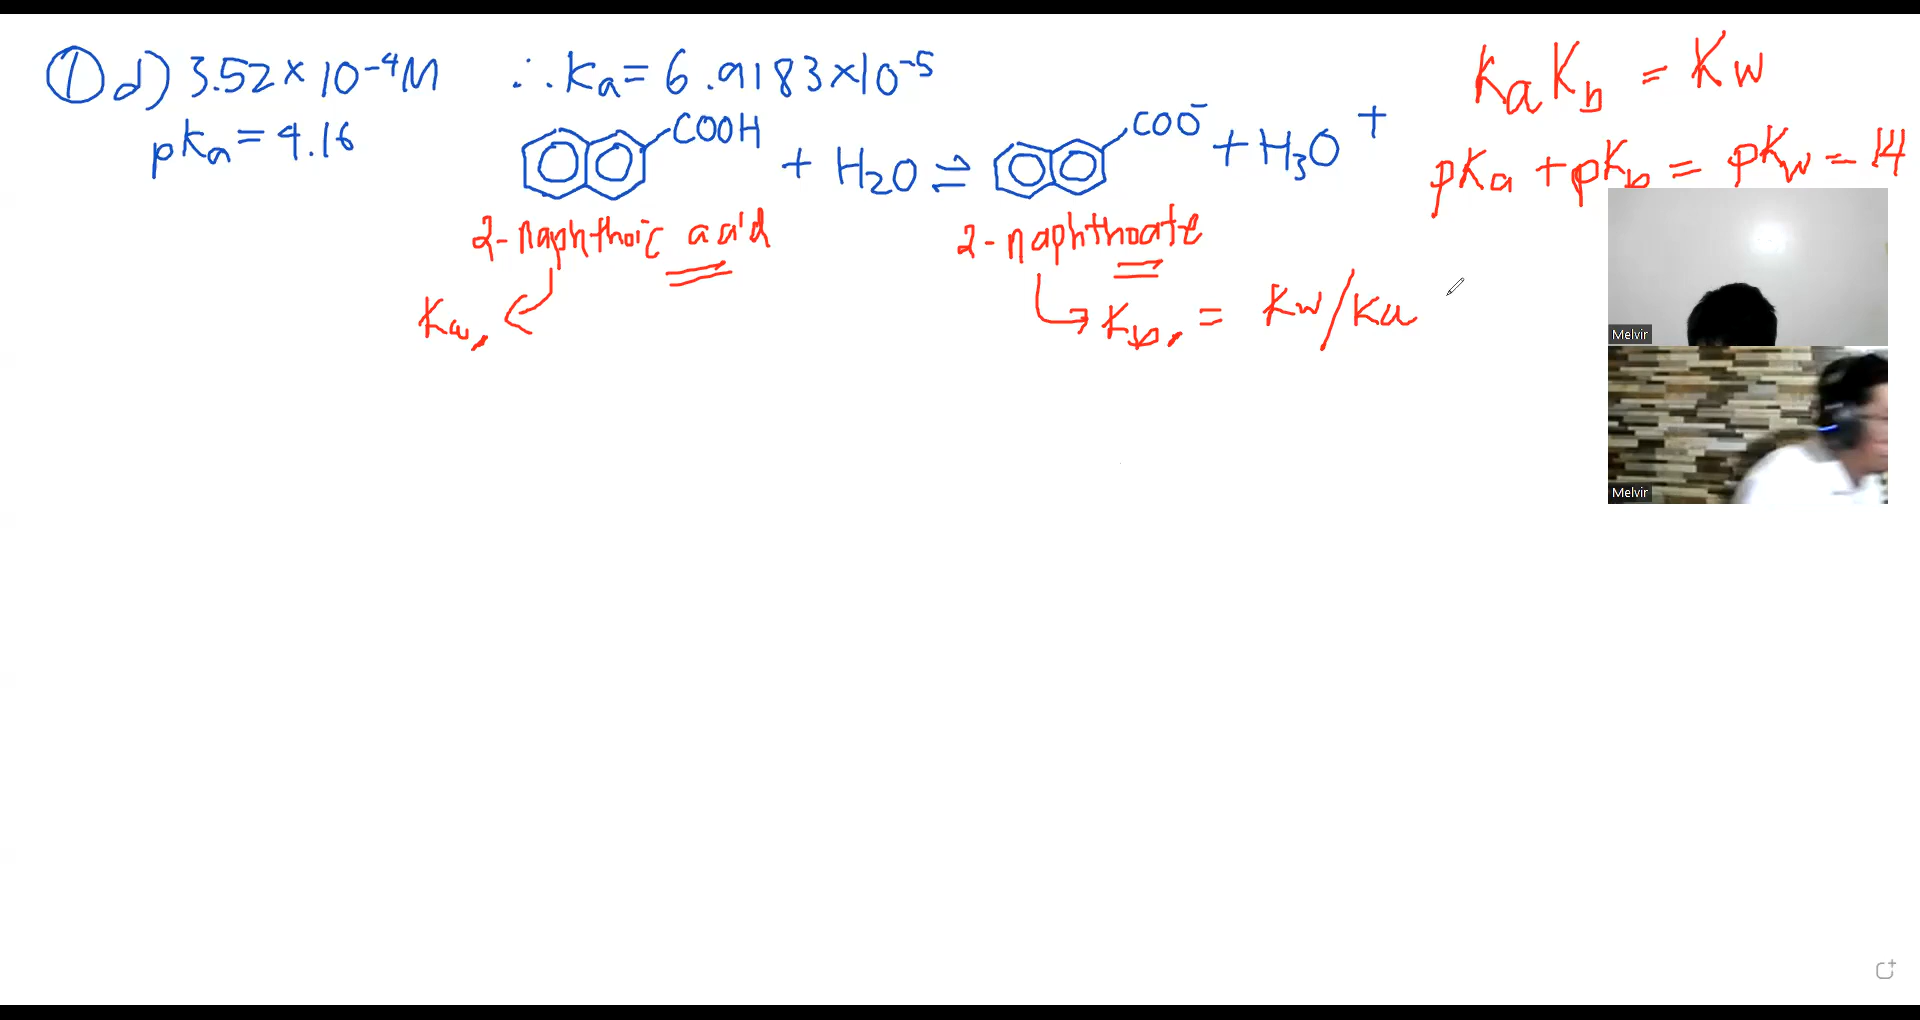 ① d) 3.52 × 10⁻⁴ M ∴ Ka = 6.9183 × 10⁻⁵
pKa = 4.16
COOH + H₂O ⇌ COO⁻ + H₃O⁺
2-naphthoic acid 2-naphthoate
Ka, Kb, = Kw/Ka
KaKb = Kw
pKa + pKb = pKw = 14
Melvir
Melvir